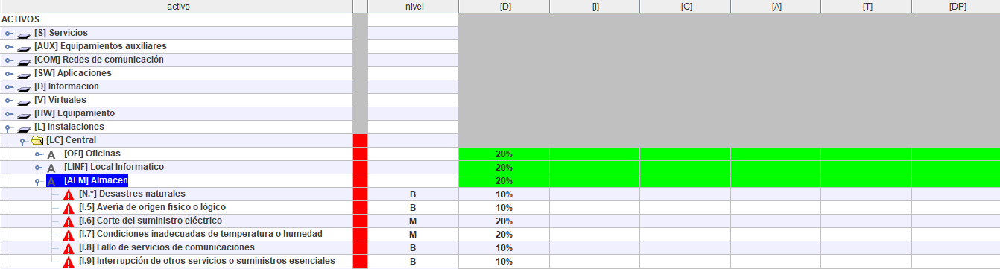 activo nivel [D] [I] [C] [A] [T] [DP]
ACTIVOS
[S] Servicios
[AUX] Equipamientos auxiliares
[COM] Redes de comunicación
[SW] Aplicaciones
[D] Informacion
[V] Virtuales
[HW] Equipamiento
[L] Instalaciones
[LC] Central
A [OFI] Oficinas 20%
A [LINF] Local Informatico 20%
A [ALM] Almacen 20%
[N.*] Desastres naturales B 10%
[I.5] Avería de origen físico o lógico B 10%
[I.6] Corte del suministro eléctrico M 20%
[I.7] Condiciones inadecuadas de temperatura o humedad M 20%
[I.8] Fallo de servicios de comunicaciones B 10%
[I.9] Interrupción de otros servicios o suministros esenciales B 10%